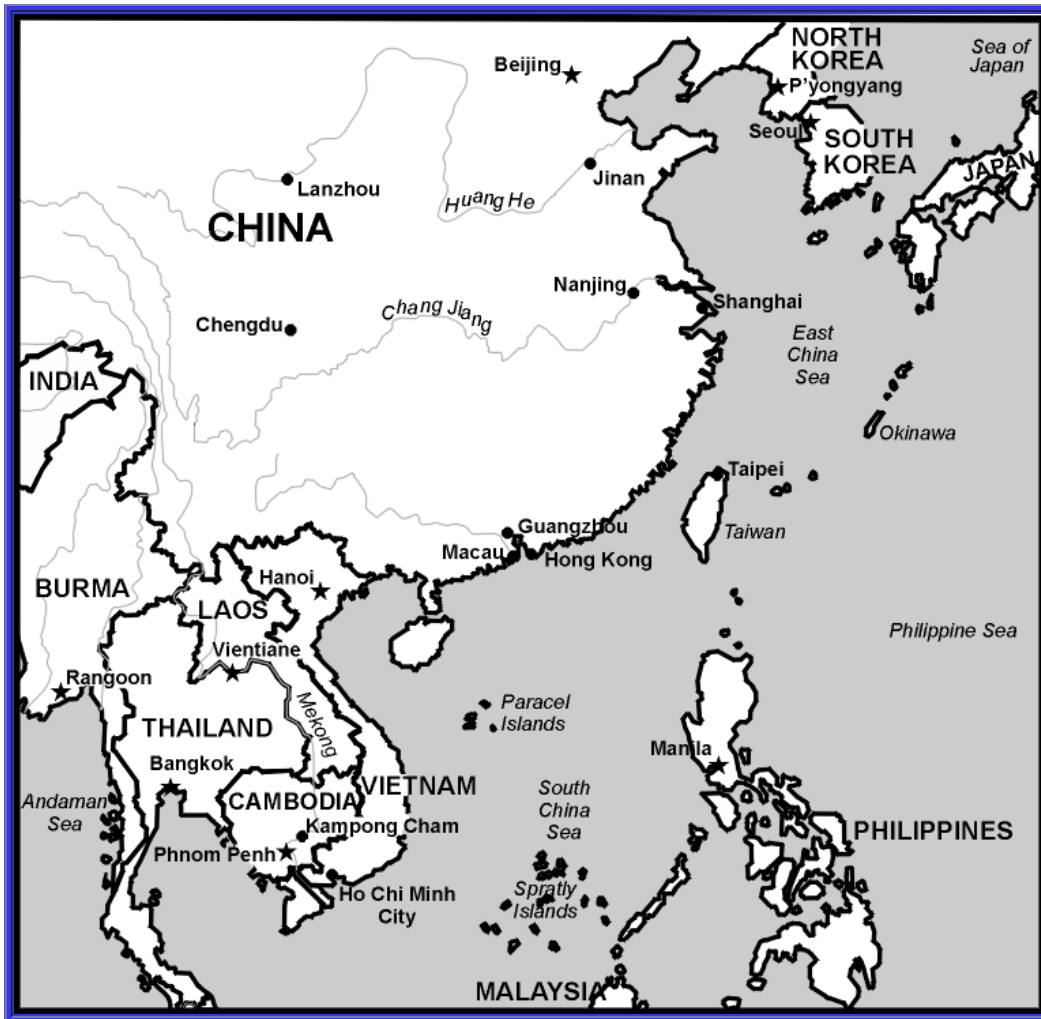 NORTH
KOREA
Sea of
Japan
Beijing
P'yongyang
Seoul
SOUTH
KOREA
JAPAN
Jinan
Lanzhou
Huang He
CHINA
Nanjing
Shanghai
Chang Jiang
Chengdu
East
China
Sea
INDIA
Okinawa
Taipei
Taiwan
Guangzhou
Macau
Hong Kong
Hanoi
BURMA
LAOS
Philippine Sea
Vientiane
Rangoon
Paracel
Islands
Mekong
THAILAND
Manila
Bangkok
VIETNAM
Andaman
Sea
CAMBODIA
South
China
Sea
Kampong Cham
PHILIPPINES
Phnom Penh
Ho Chi Minh
City
Spratly
Islands
MALAYSIA